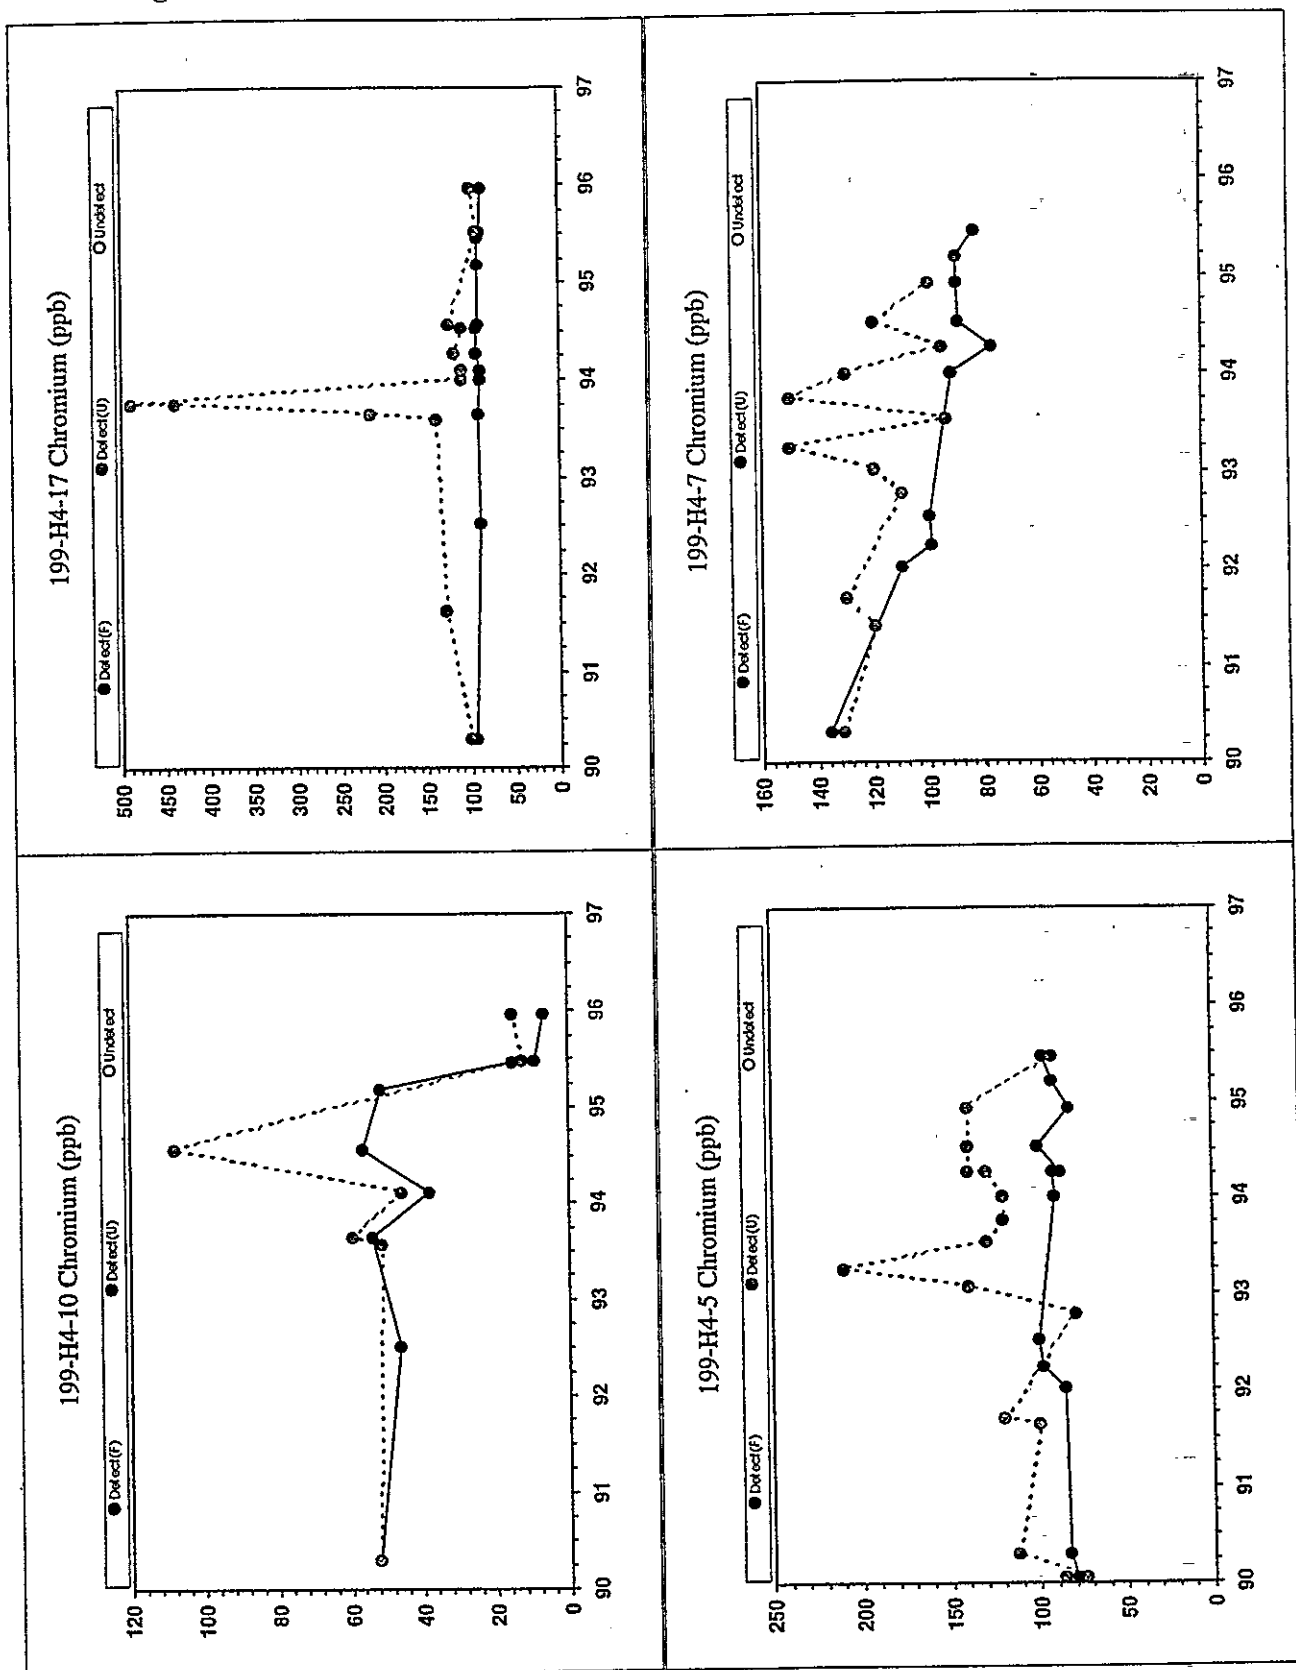 199-H4-10 Chromium (ppb)
Detect(F) Detect(U) Undetect
120
100
80
60
40
20
0
90 91 92 93 94 95 96 97
199-H4-17 Chromium (ppb)
Detect(F) Detect(U) Undetect
500
450
400
350
300
250
200
150
100
50
0
90 91 92 93 94 95 96 97
199-H4-5 Chromium (ppb)
Detect(F) Detect(U) Undetect
250
200
150
100
50
0
90 91 92 93 94 95 96 97
199-H4-7 Chromium (ppb)
Detect(F) Detect(U) Undetect
160
140
120
100
80
60
40
20
0
90 91 92 93 94 95 96 97